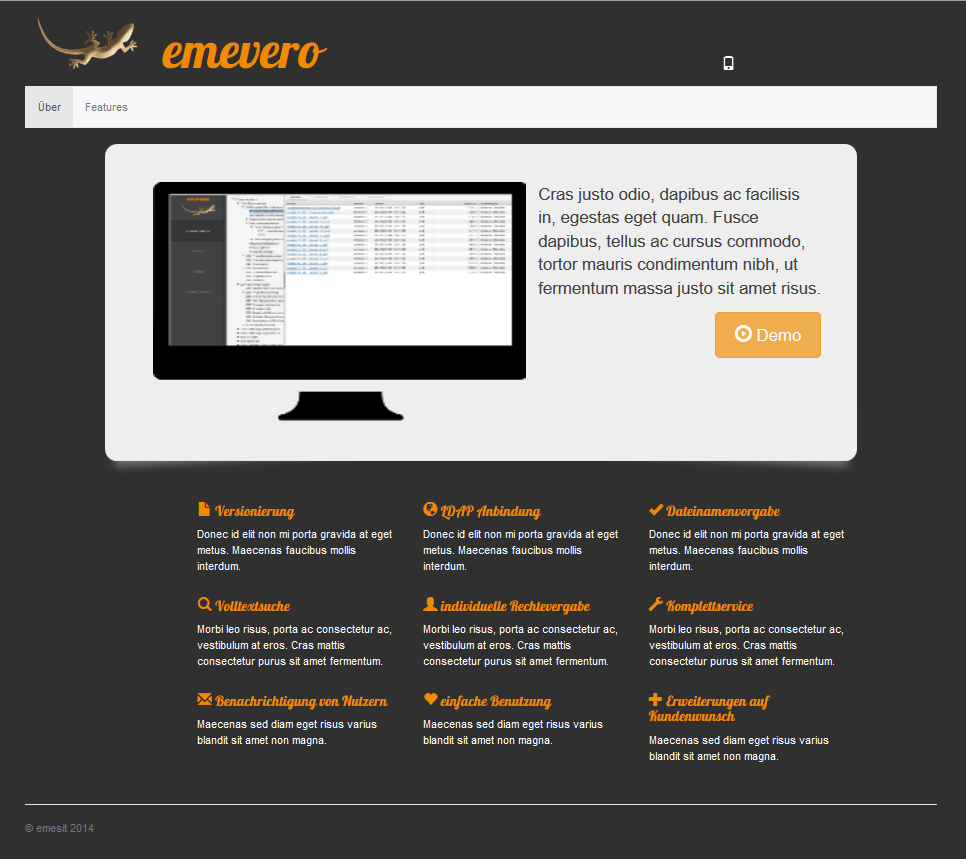 emevero
Über Features
Cras justo odio, dapibus ac facilisis
in, egestas eget quam. Fusce
dapibus, tellus ac cursus commodo,
tortor mauris condimentum nibh, ut
fermentum massa justo sit amet risus.
Demo
Versionierung
Donec id elit non mi porta gravida at eget
metus. Maecenas faucibus mollis
interdum.
LDAP Anbindung
Donec id elit non mi porta gravida at eget
metus. Maecenas faucibus mollis
interdum.
Dateinamenvorgabe
Donec id elit non mi porta gravida at eget
metus. Maecenas faucibus mollis
interdum.
Volltextsuche
Morbi leo risus, porta ac consectetur ac,
vestibulum at eros. Cras mattis
consectetur purus sit amet fermentum.
individuelle Rechtevergabe
Morbi leo risus, porta ac consectetur ac,
vestibulum at eros. Cras mattis
consectetur purus sit amet fermentum.
Komplettservice
Morbi leo risus, porta ac consectetur ac,
vestibulum at eros. Cras mattis
consectetur purus sit amet fermentum.
Benachrichtigung von Nutzern
Maecenas sed diam eget risus varius
blandit sit amet non magna.
einfache Benutzung
Maecenas sed diam eget risus varius
blandit sit amet non magna.
Erweiterungen auf
Kundenwunsch
Maecenas sed diam eget risus varius
blandit sit amet non magna.
© emesit 2014